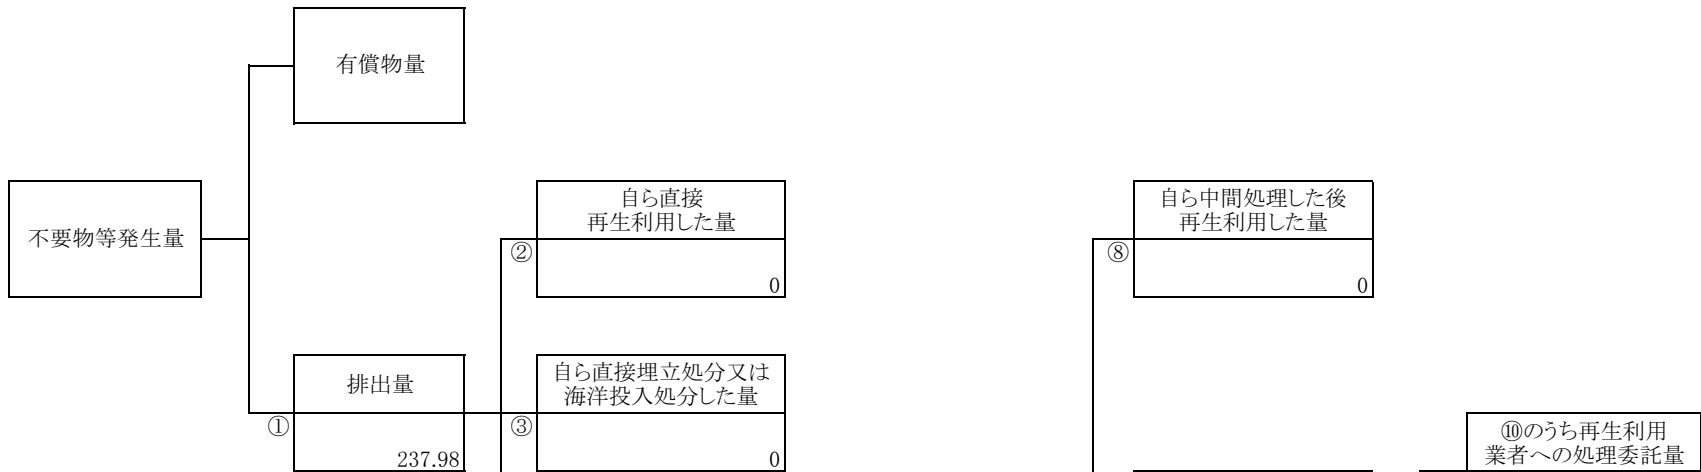 有償物量
不要物等発生量
自ら直接
再生利用した量
②
0
自ら中間処理した後
再生利用した量
⑧
0
排出量
①
237.98
自ら直接埋立処分又は
海洋投入処分した量
③
0
⑩のうち再生利用
業者への処理委託量